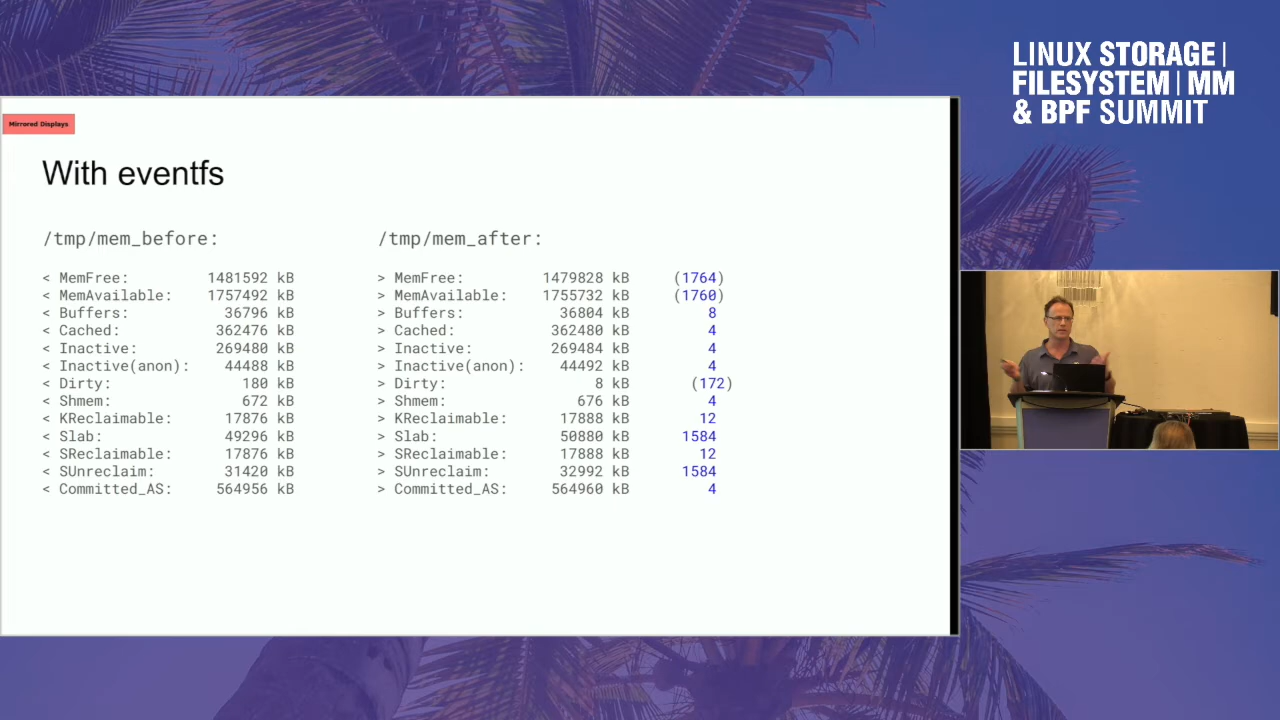 LINUX STORAGE |
FILESYSTEM | MM
& BPF SUMMIT
Mirrored Displays
With eventfs
/tmp/mem_before: /tmp/mem_after:
< MemFree: 1481592 kB > MemFree: 1479828 kB (1764)
< MemAvailable: 1757492 kB > MemAvailable: 1755732 kB (1760)
< Buffers: 36796 kB > Buffers: 36804 kB 8
< Cached: 362476 kB > Cached: 362480 kB 4
< Inactive: 269480 kB > Inactive: 269484 kB 4
< Inactive(anon): 44488 kB > Inactive(anon): 44492 kB 4
< Dirty: 180 kB > Dirty: 8 kB (172)
< Shmem: 672 kB > Shmem: 676 kB 4
< KReclaimable: 17876 kB > KReclaimable: 17888 kB 12
< Slab: 49296 kB > Slab: 50880 kB 1584
< SReclaimable: 17876 kB > SReclaimable: 17888 kB 12
< SUnreclaim: 31420 kB > SUnreclaim: 32992 kB 1584
< Committed_AS: 564956 kB > Committed_AS: 564960 kB 4